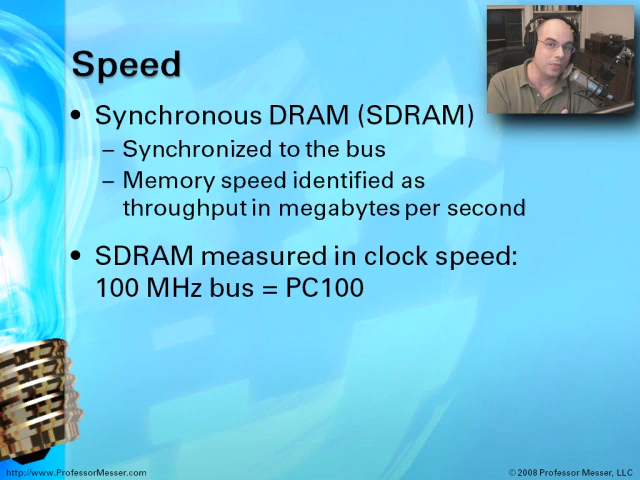 Speed
• Synchronous DRAM (SDRAM)
– Synchronized to the bus
– Memory speed identified as
throughput in megabytes per second
• SDRAM measured in clock speed:
100 MHz bus = PC100
http://www.ProfessorMesser.com
© 2008 Professor Messer, LLC